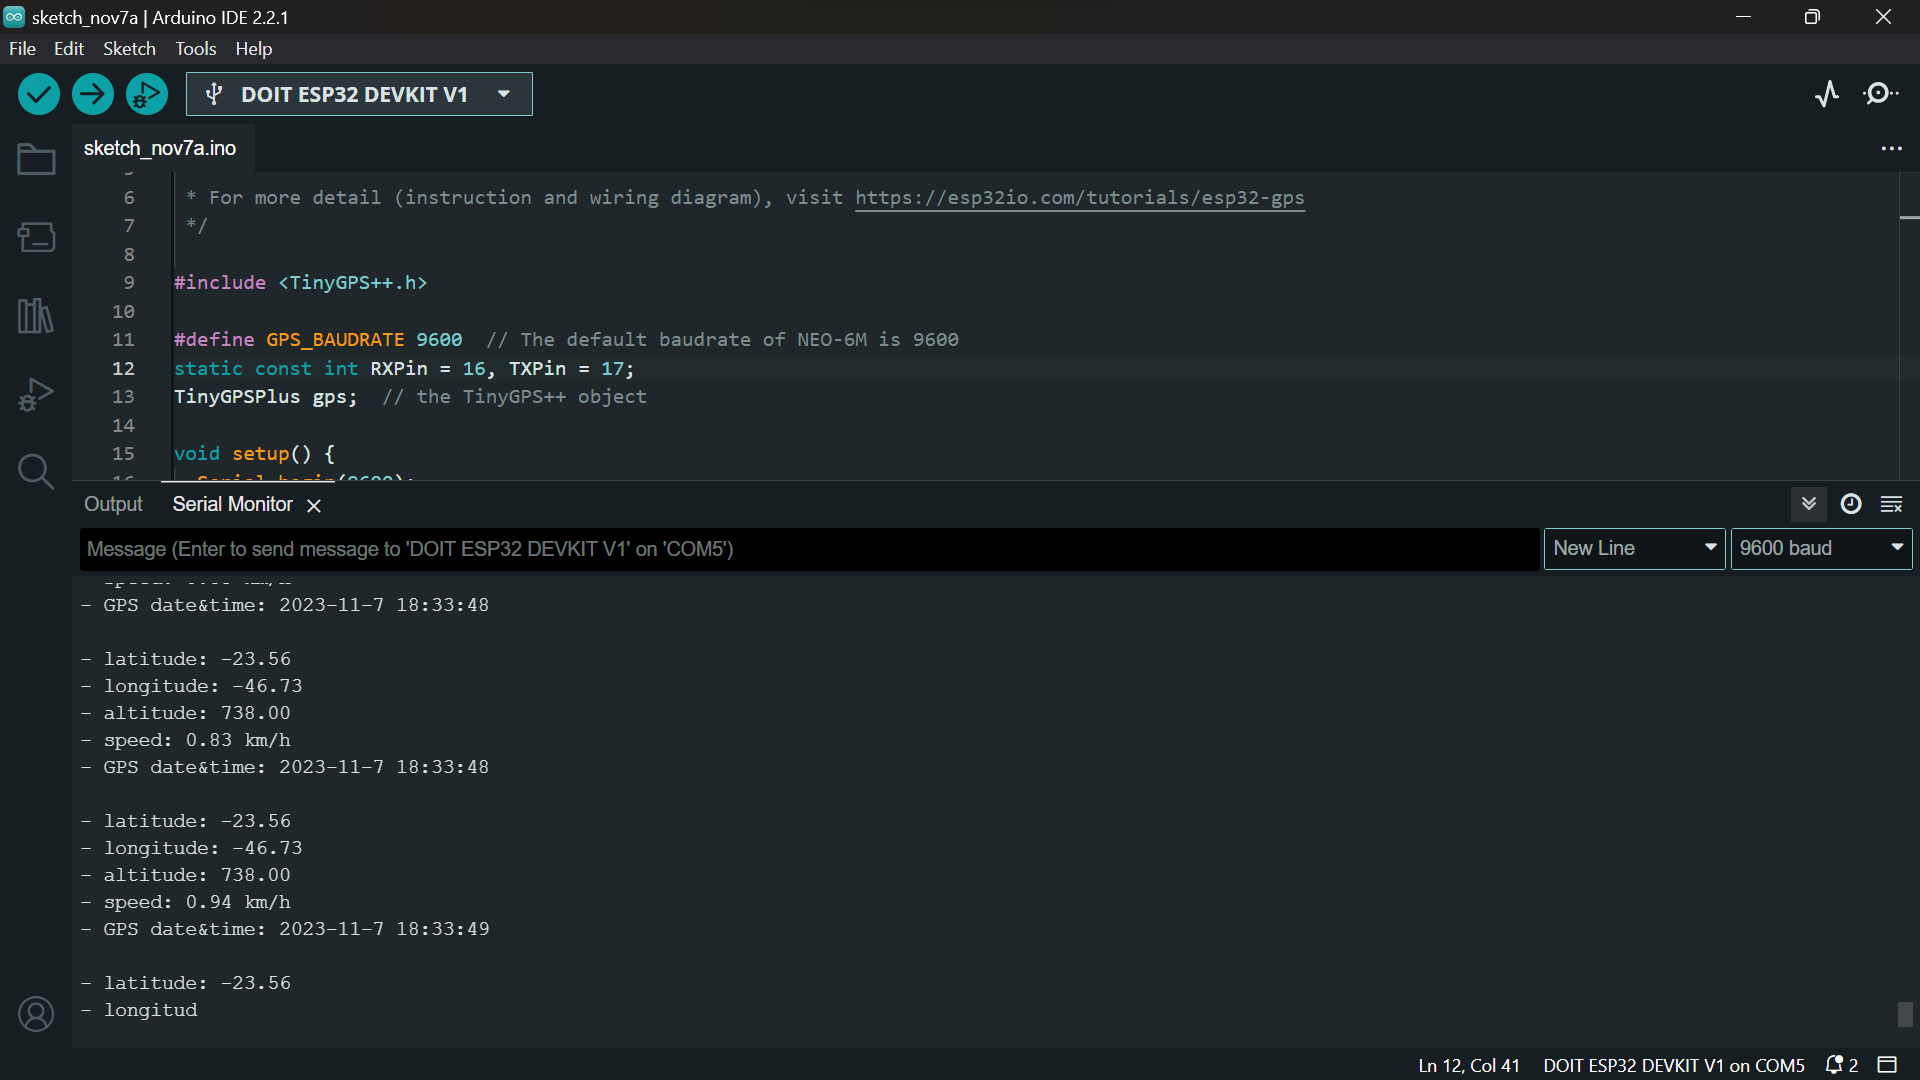 sketch_nov7a | Arduino IDE 2.2.1
File Edit Sketch Tools Help
DOIT ESP32 DEVKIT V1
sketch_nov7a.ino
6 * For more detail (instruction and wiring diagram), visit https://esp32io.com/tutorials/esp32-gps
7 */
8
9 #include <TinyGPS++.h>
10
11 #define GPS_BAUDRATE 9600 // The default baudrate of NEO-6M is 9600
12 static const int RXPin = 16, TXPin = 17;
13 TinyGPSPlus gps; // the TinyGPS++ object
14
15 void setup() {
16 Serial.begin(9600);
Output Serial Monitor
Message (Enter to send message to 'DOIT ESP32 DEVKIT V1' on 'COM5')
New Line 9600 baud
- GPS date&time: 2023-11-7 18:33:48
- latitude: -23.56
- longitude: -46.73
- altitude: 738.00
- speed: 0.83 km/h
- GPS date&time: 2023-11-7 18:33:48
- latitude: -23.56
- longitude: -46.73
- altitude: 738.00
- speed: 0.94 km/h
- GPS date&time: 2023-11-7 18:33:49
- latitude: -23.56
- longitud
Ln 12, Col 41 DOIT ESP32 DEVKIT V1 on COM5 2